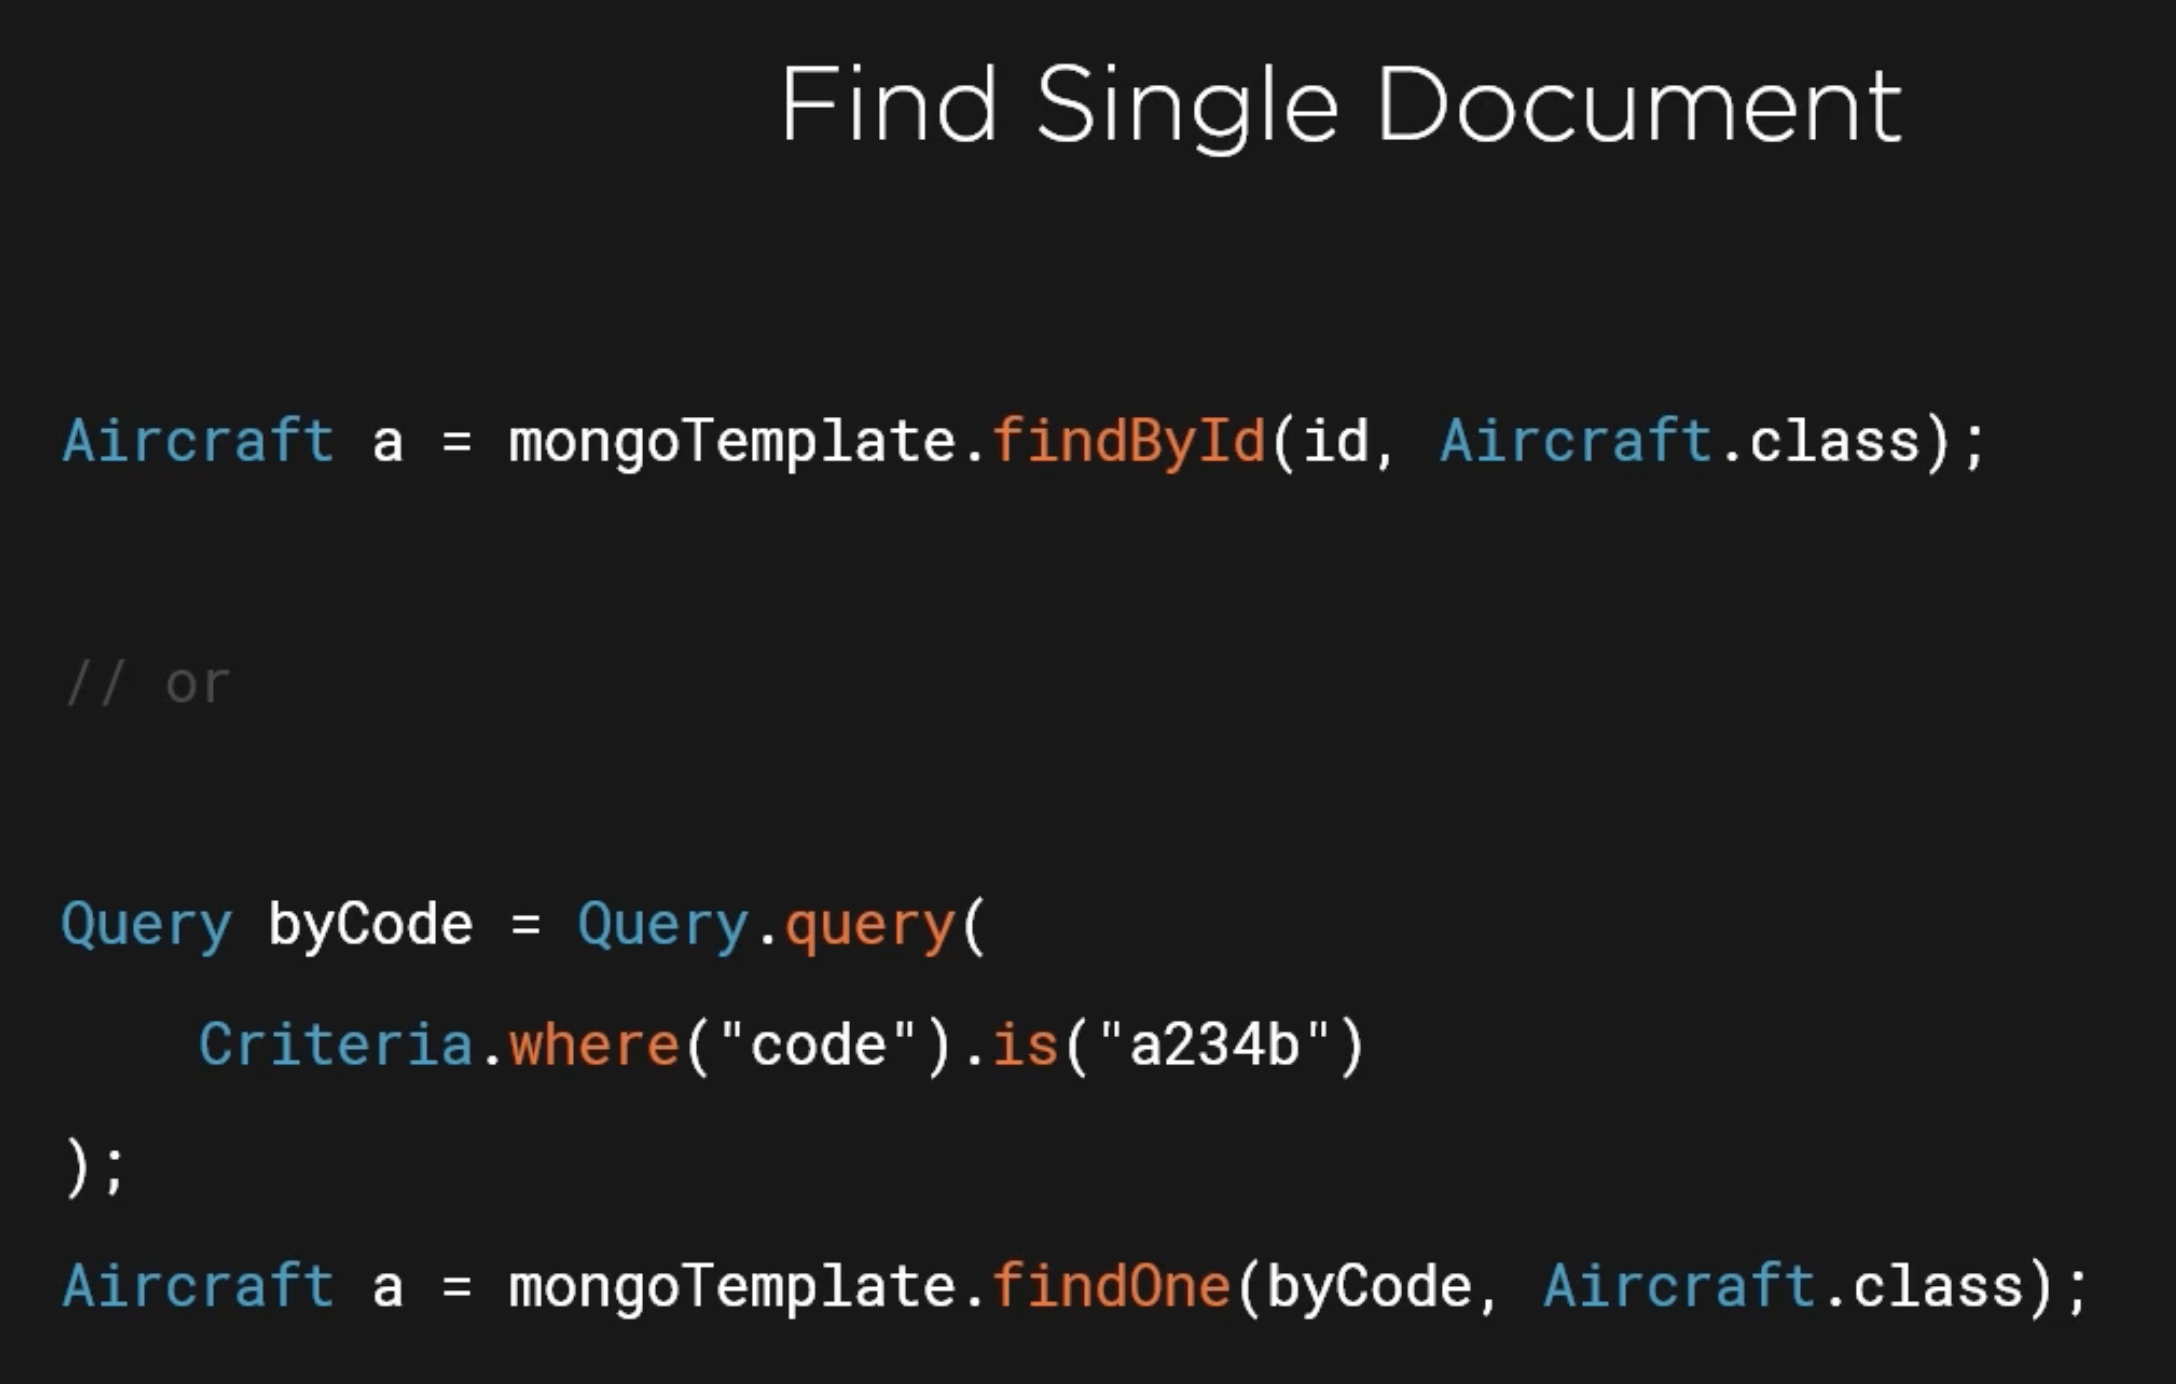 Find Single Document
Aircraft a = mongoTemplate.findById(id, Aircraft.class);
// or
Query byCode = Query.query(
    Criteria.where("code").is("a234b")
);
Aircraft a = mongoTemplate.findOne(byCode, Aircraft.class);